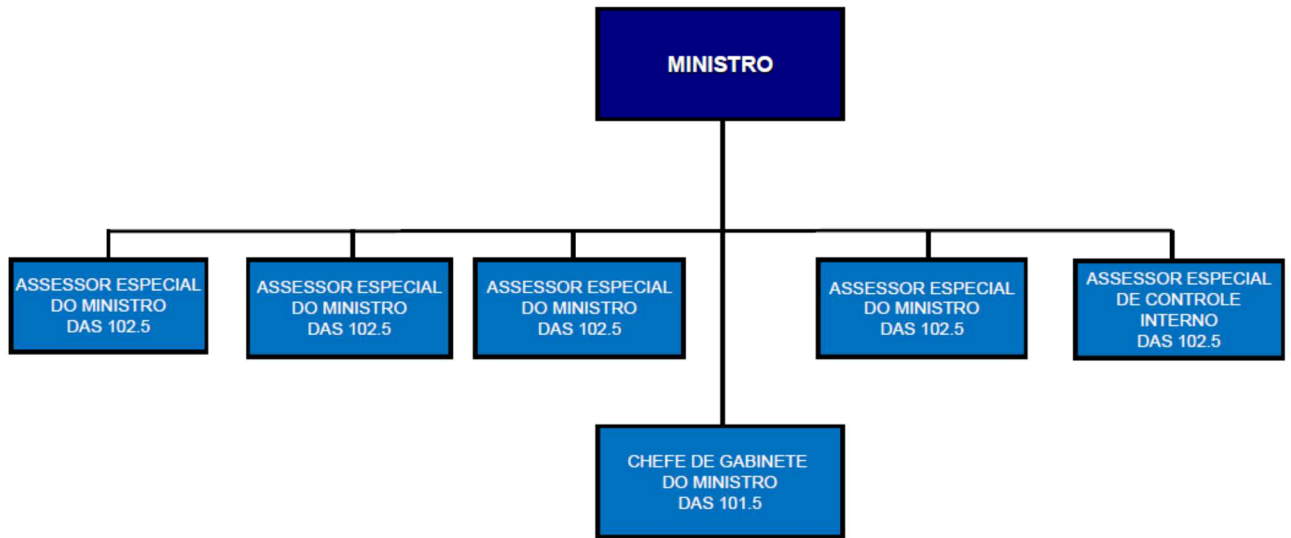 MINISTRO
ASSESSOR ESPECIAL
DO MINISTRO
DAS 102.5
ASSESSOR ESPECIAL
DO MINISTRO
DAS 102.5
ASSESSOR ESPECIAL
DO MINISTRO
DAS 102.5
ASSESSOR ESPECIAL
DO MINISTRO
DAS 102.5
ASSESSOR ESPECIAL
DE CONTROLE
INTERNO
DAS 102.5
CHEFE DE GABINETE
DO MINISTRO
DAS 101.5